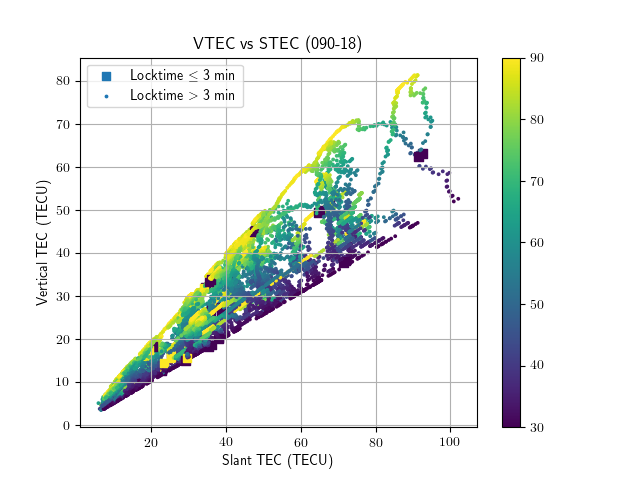 VTEC vs STEC (090-18)
Locktime ≤ 3 min
Locktime > 3 min
Vertical TEC (TECU)
80
70
60
50
40
30
20
10
0
20 40 60 80 100
Slant TEC (TECU)
90
80
70
60
50
40
30